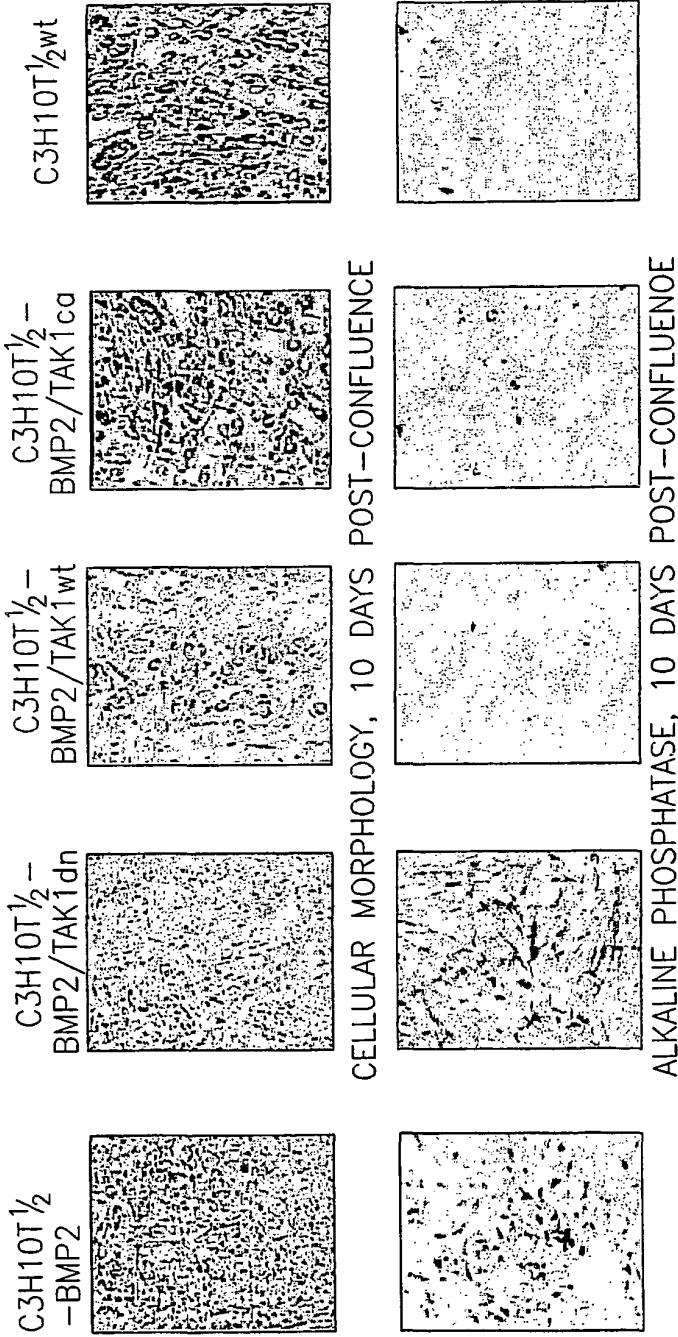 C3H10T½
-BMP2
C3H10T½-
BMP2/TAK1dn
C3H10T½-
BMP2/TAK1wt
C3H10T½-
BMP2/TAK1ca
C3H10T½wt
CELLULAR MORPHOLOGY, 10 DAYS POST-CONFLUENCE
ALKALINE PHOSPHATASE, 10 DAYS POST-CONFLUENOE